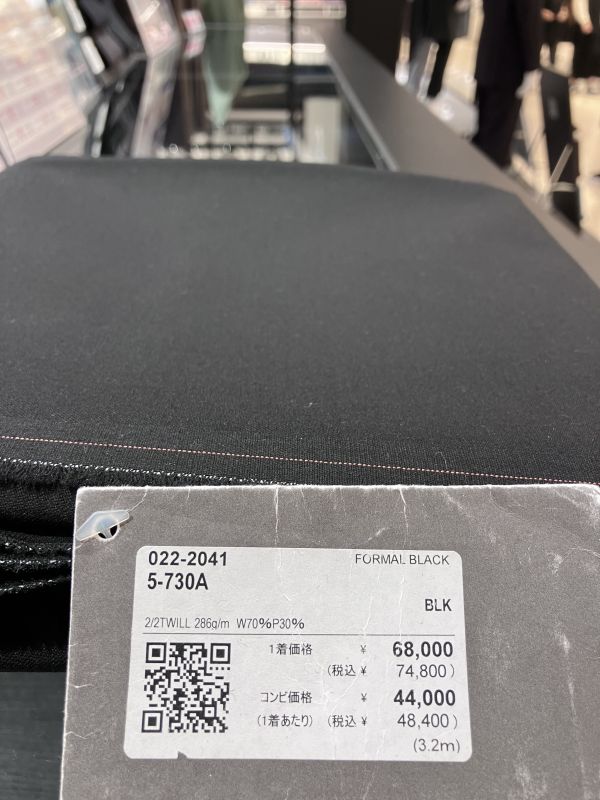 022-2041 FORMAL BLACK
5-730A
BLK
2/2TWILL 286g/m W70%P30%
1着価格 ¥ 68,000
(税込 ¥ 74,800)
コンビ価格 ¥ 44,000
(1着あたり) (税込 ¥ 48,400)
(3.2m)